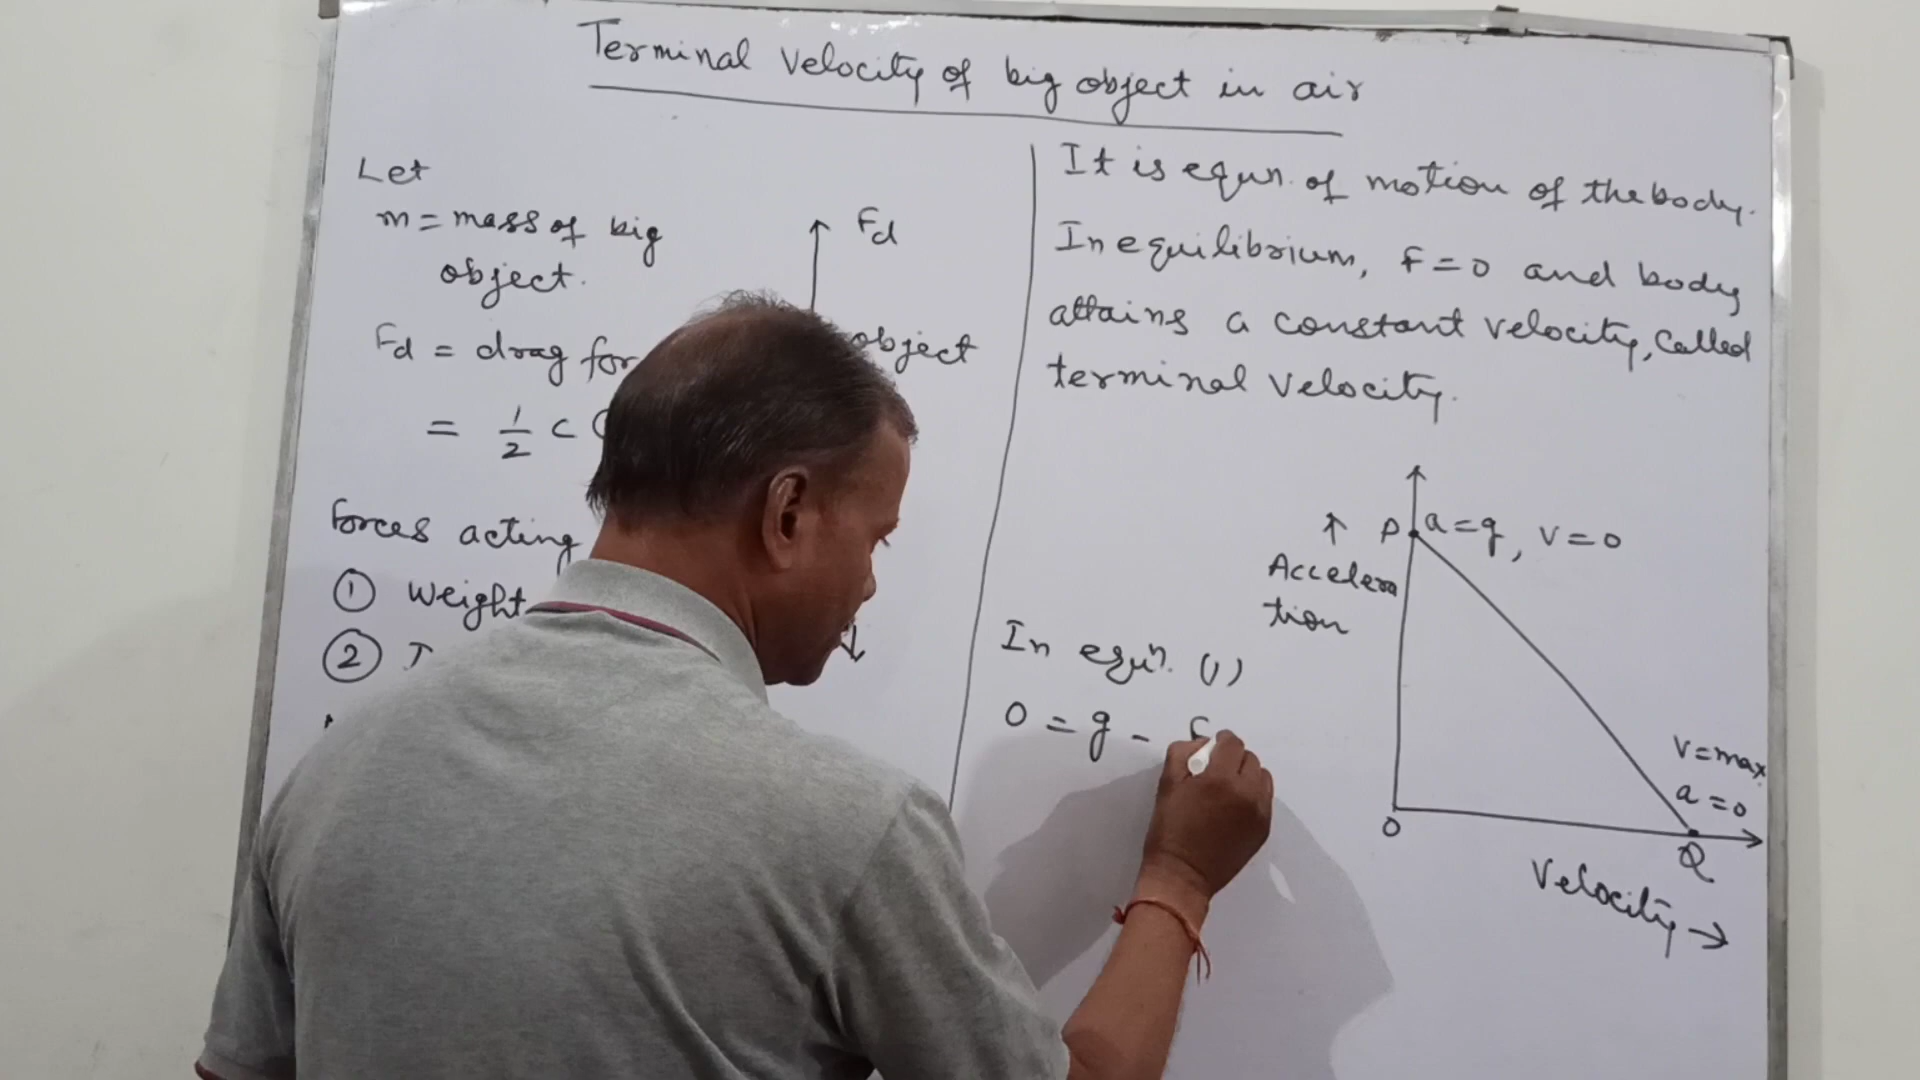 Terminal Velocity of big object in air
Let
m = mass of big
object.
Fd
Fd = drag for
object
= 1/2 C
Forces acting
① Weight
②
It is equn. of motion of the body.
In equilibrium, F=0 and body
attains a constant velocity, called
terminal velocity.
↑ P a=g, V=0
Accelera
tion
In equn. (1)
0 = g - F
V=max
a=0
O
Q
Velocity →